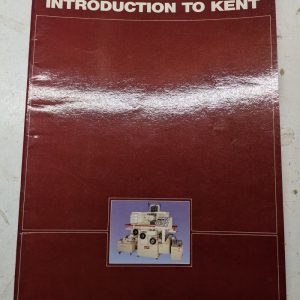 INTRODUCTION TO KENT